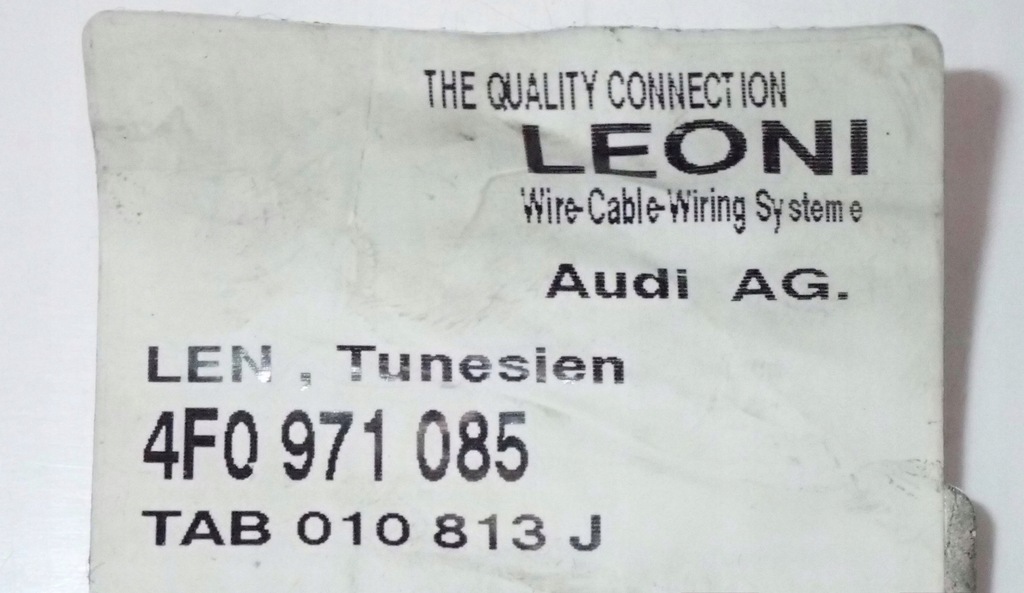 THE QUALITY CONNECTION
LEONI
Wire-Cable-Wiring Systeme
Audi AG.
LEN , Tunesien
4F0 971 085
TAB 010 813 J